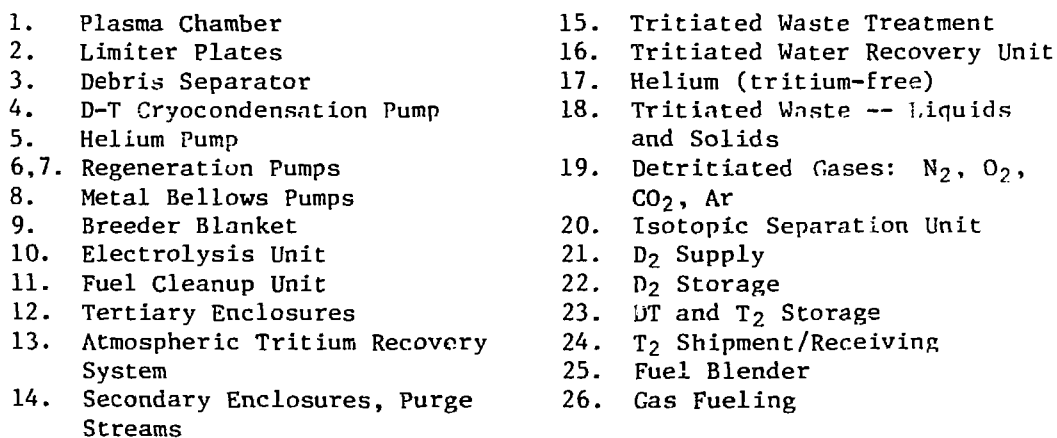 1. Plasma Chamber
2. Limiter Plates
3. Debris Separator
4. D-T Cryocondensation Pump
5. Helium Pump
6,7. Regeneration Pumps
8. Metal Bellows Pumps
9. Breeder Blanket
10. Electrolysis Unit
11. Fuel Cleanup Unit
12. Tertiary Enclosures
13. Atmospheric Tritium Recovery
System
14. Secondary Enclosures, Purge
Streams
15. Tritiated Waste Treatment
16. Tritiated Water Recovery Unit
17. Helium (tritium-free)
18. Tritiated Waste -- Liquids
and Solids
19. Detritiated Gases: N₂, O₂,
CO₂, Ar
20. Isotopic Separation Unit
21. D₂ Supply
22. D₂ Storage
23. DT and T₂ Storage
24. T₂ Shipment/Receiving
25. Fuel Blender
26. Gas Fueling